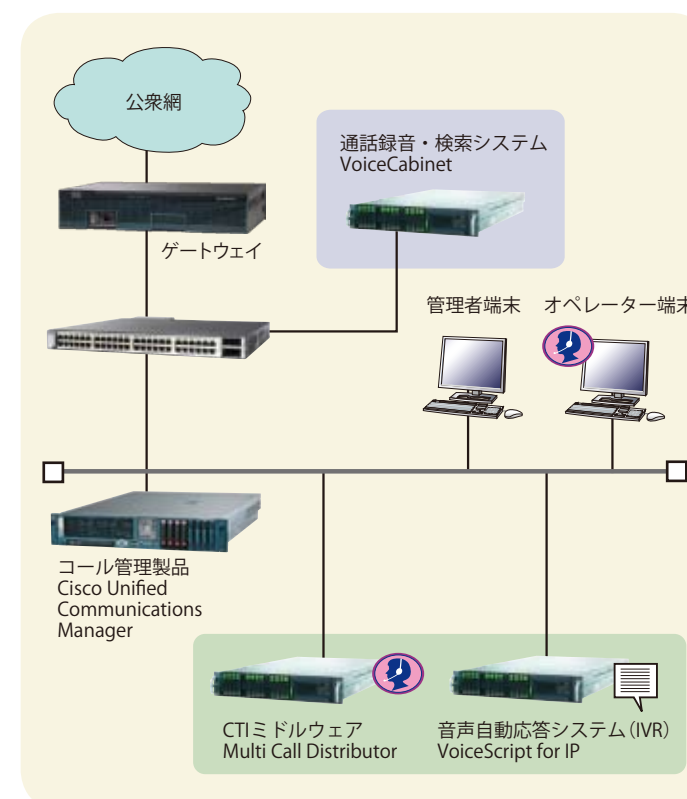 公衆網
通話録音・検索システム
VoiceCabinet
ゲートウェイ
管理者端末
オペレーター端末
コール管理製品
Cisco Unified
Communications
Manager
CTIミドルウェア
Multi Call Distributor
音声自動応答システム(IVR)
VoiceScript for IP